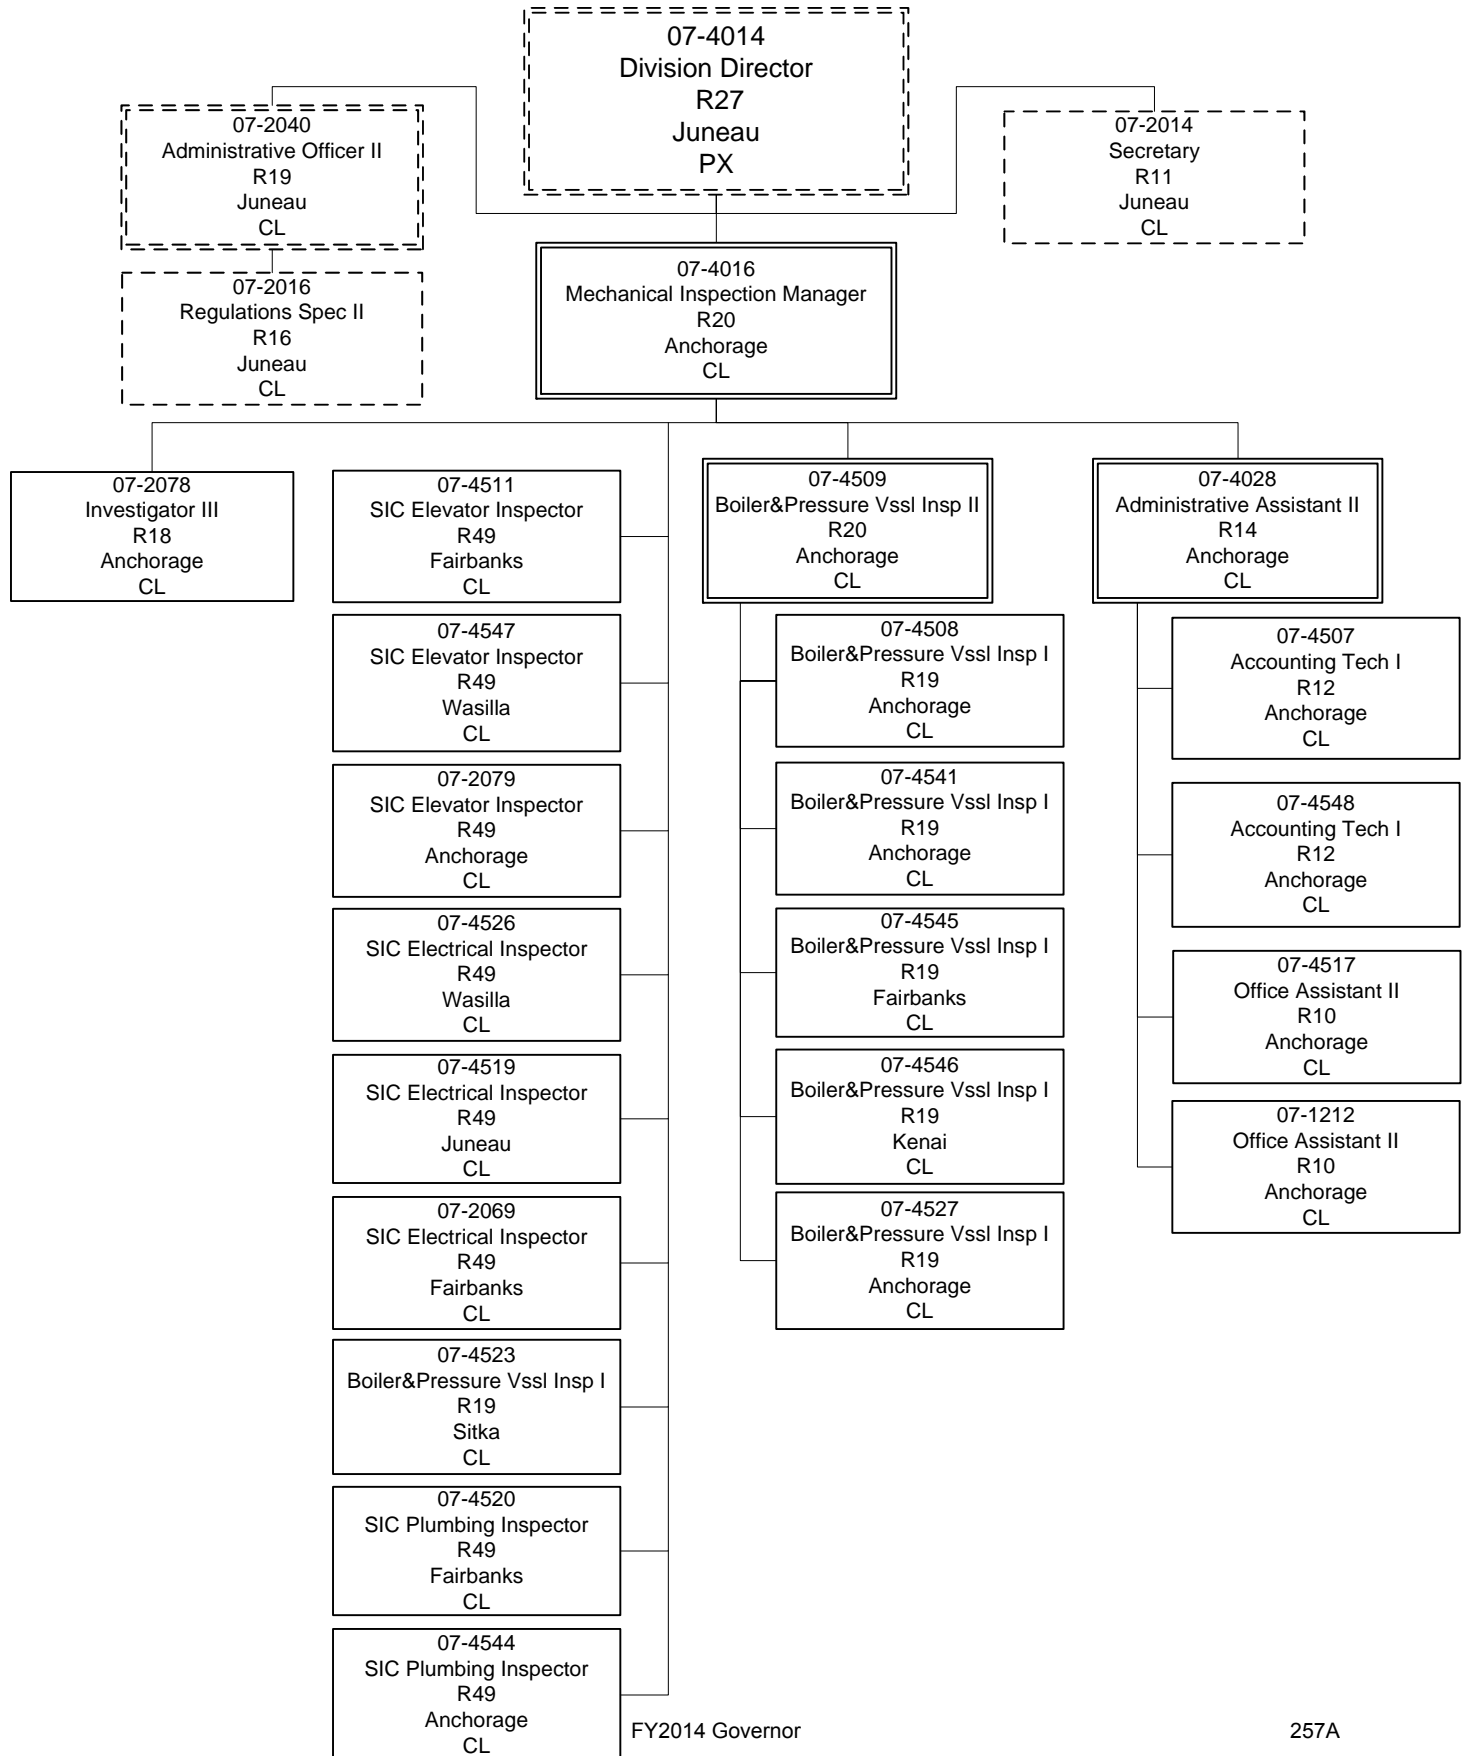 07-4014
Division Director
R27
Juneau
PX
07-2040
Administrative Officer II
R19
Juneau
CL
07-2014
Secretary
R11
Juneau
CL
07-2016
Regulations Spec II
R16
Juneau
CL
07-4016
Mechanical Inspection Manager
R20
Anchorage
CL
07-2078
Investigator III
R18
Anchorage
CL
07-4511
SIC Elevator Inspector
R49
Fairbanks
CL
07-4547
SIC Elevator Inspector
R49
Wasilla
CL
07-2079
SIC Elevator Inspector
R49
Anchorage
CL
07-4526
SIC Electrical Inspector
R49
Wasilla
CL
07-4519
SIC Electrical Inspector
R49
Juneau
CL
07-2069
SIC Electrical Inspector
R49
Fairbanks
CL
07-4523
Boiler&Pressure Vssl Insp I
R19
Sitka
CL
07-4520
SIC Plumbing Inspector
R49
Fairbanks
CL
07-4544
SIC Plumbing Inspector
R49
Anchorage
CL
07-4509
Boiler&Pressure Vssl Insp II
R20
Anchorage
CL
07-4508
Boiler&Pressure Vssl Insp I
R19
Anchorage
CL
07-4541
Boiler&Pressure Vssl Insp I
R19
Anchorage
CL
07-4545
Boiler&Pressure Vssl Insp I
R19
Fairbanks
CL
07-4546
Boiler&Pressure Vssl Insp I
R19
Kenai
CL
07-4527
Boiler&Pressure Vssl Insp I
R19
Anchorage
CL
07-4028
Administrative Assistant II
R14
Anchorage
CL
07-4507
Accounting Tech I
R12
Anchorage
CL
07-4548
Accounting Tech I
R12
Anchorage
CL
07-4517
Office Assistant II
R10
Anchorage
CL
07-1212
Office Assistant II
R10
Anchorage
CL
FY2014 Governor
257A